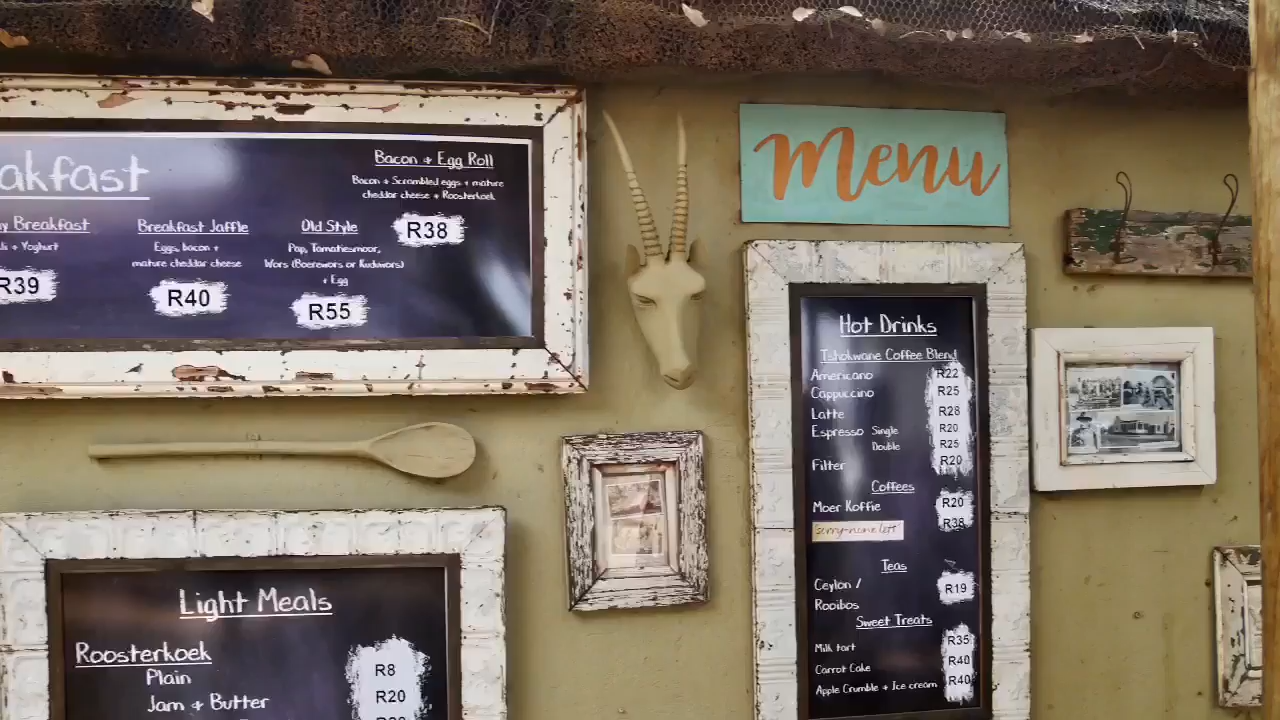 akfast
Bacon + Egg Roll
Bacon + Scrambled eggs + mature
cheddar cheese + Roosterkoek
R38
y Breakfast
+ Yoghurt
R39
Breakfast Jaffle
Eggs, bacon +
mature cheddar cheese
R40
Old Style
Pap, Tamatiesmoor,
Wors (Boerewors or Kuduwors)
+ Egg
R55
Menu
Hot Drinks
Tshokwane Coffee Blend
Americano R22
Cappuccino R25
Latte R28
Espresso Single R20
Double R25
Filter R20
Coffees
Moer Koffie R20
sorry-none left R38
Teas
Ceylon / R19
Rooibos
Sweet Treats
Milk tart R35
Carrot Cake R40
Apple Crumble + Ice cream R40
Light Meals
Roosterkoek
Plain R8
Jam + Butter R20